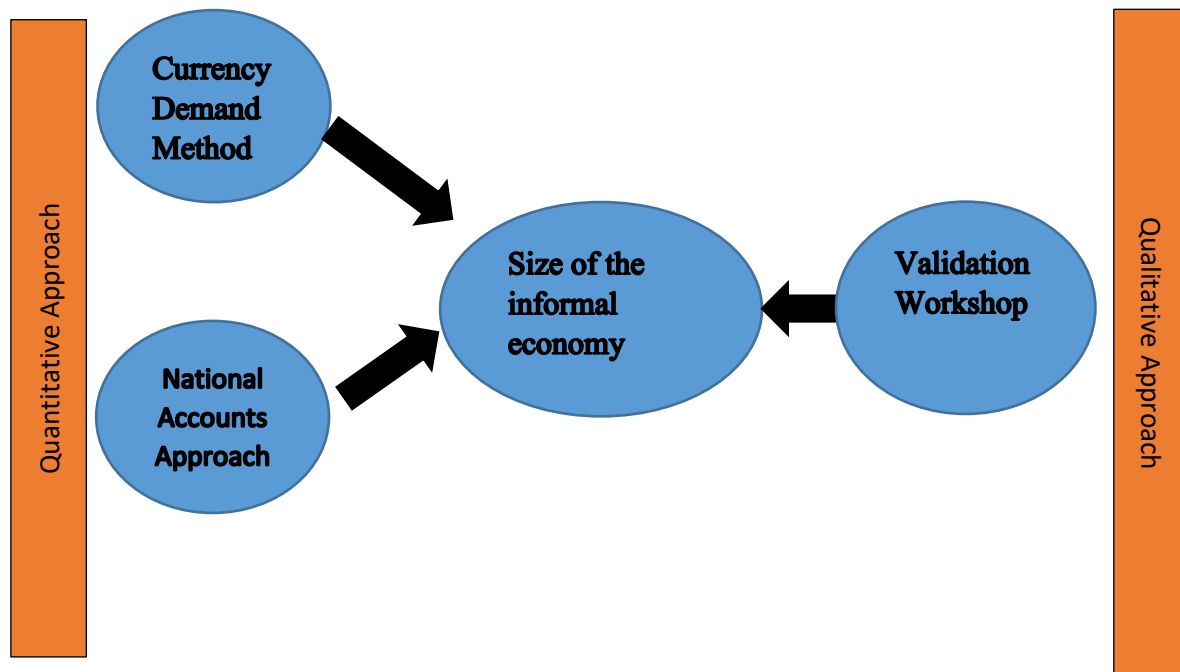 Quantitative Approach
Currency
Demand
Method
National
Accounts
Approach
Size of the
informal
economy
Validation
Workshop
Qualitative Approach